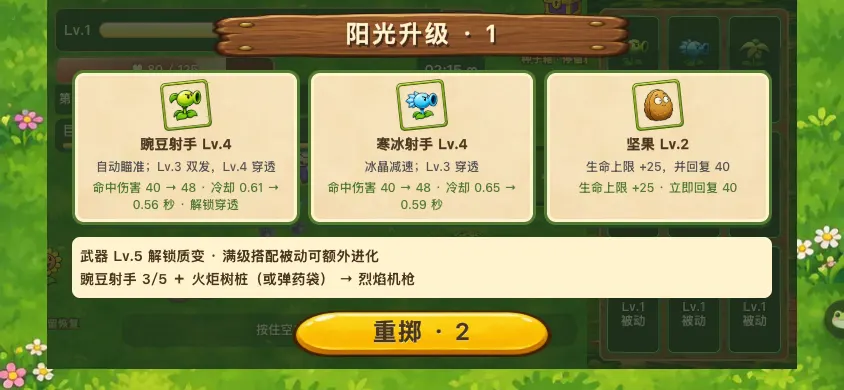 阳光升级 · 1
Lv.1
豌豆射手 Lv.4
自动瞄准；Lv.3 双发，Lv.4 穿透
命中伤害 40 → 48 · 冷却 0.61 →
0.56 秒 · 解锁穿透
寒冰射手 Lv.4
冰晶减速；Lv.3 穿透
命中伤害 40 → 48 · 冷却 0.65 →
0.59 秒
坚果 Lv.2
生命上限 +25，并回复 40
生命上限 +25 · 立即回复 40
武器 Lv.5 解锁质变 · 满级搭配被动可额外进化
豌豆射手 3/5 + 火炬树桩（或弹药袋） → 烈焰机枪
Lv.1 Lv.1 Lv.1
被动 被动 被动
按住空
重掷 · 2